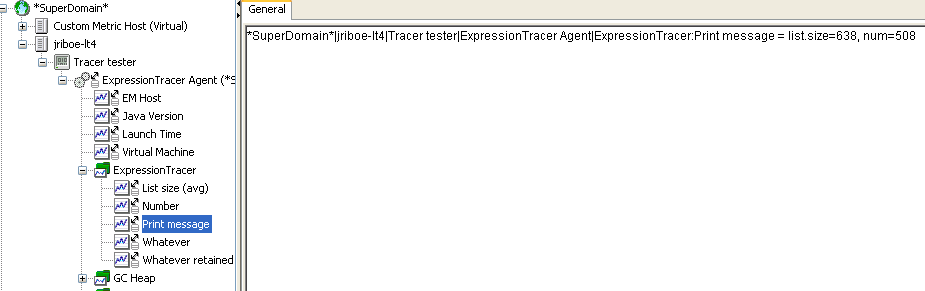 *SuperDomain*
Custom Metric Host (Virtual)
jriboe-lt4
Tracer tester
ExpressionTracer Agent (*S
EM Host
Java Version
Launch Time
Virtual Machine
ExpressionTracer
List size (avg)
Number
Print message
Whatever
Whatever retained
GC Heap
General
*SuperDomain*|jriboe-lt4|Tracer tester|ExpressionTracer Agent|ExpressionTracer:Print message = list.size=638, num=508